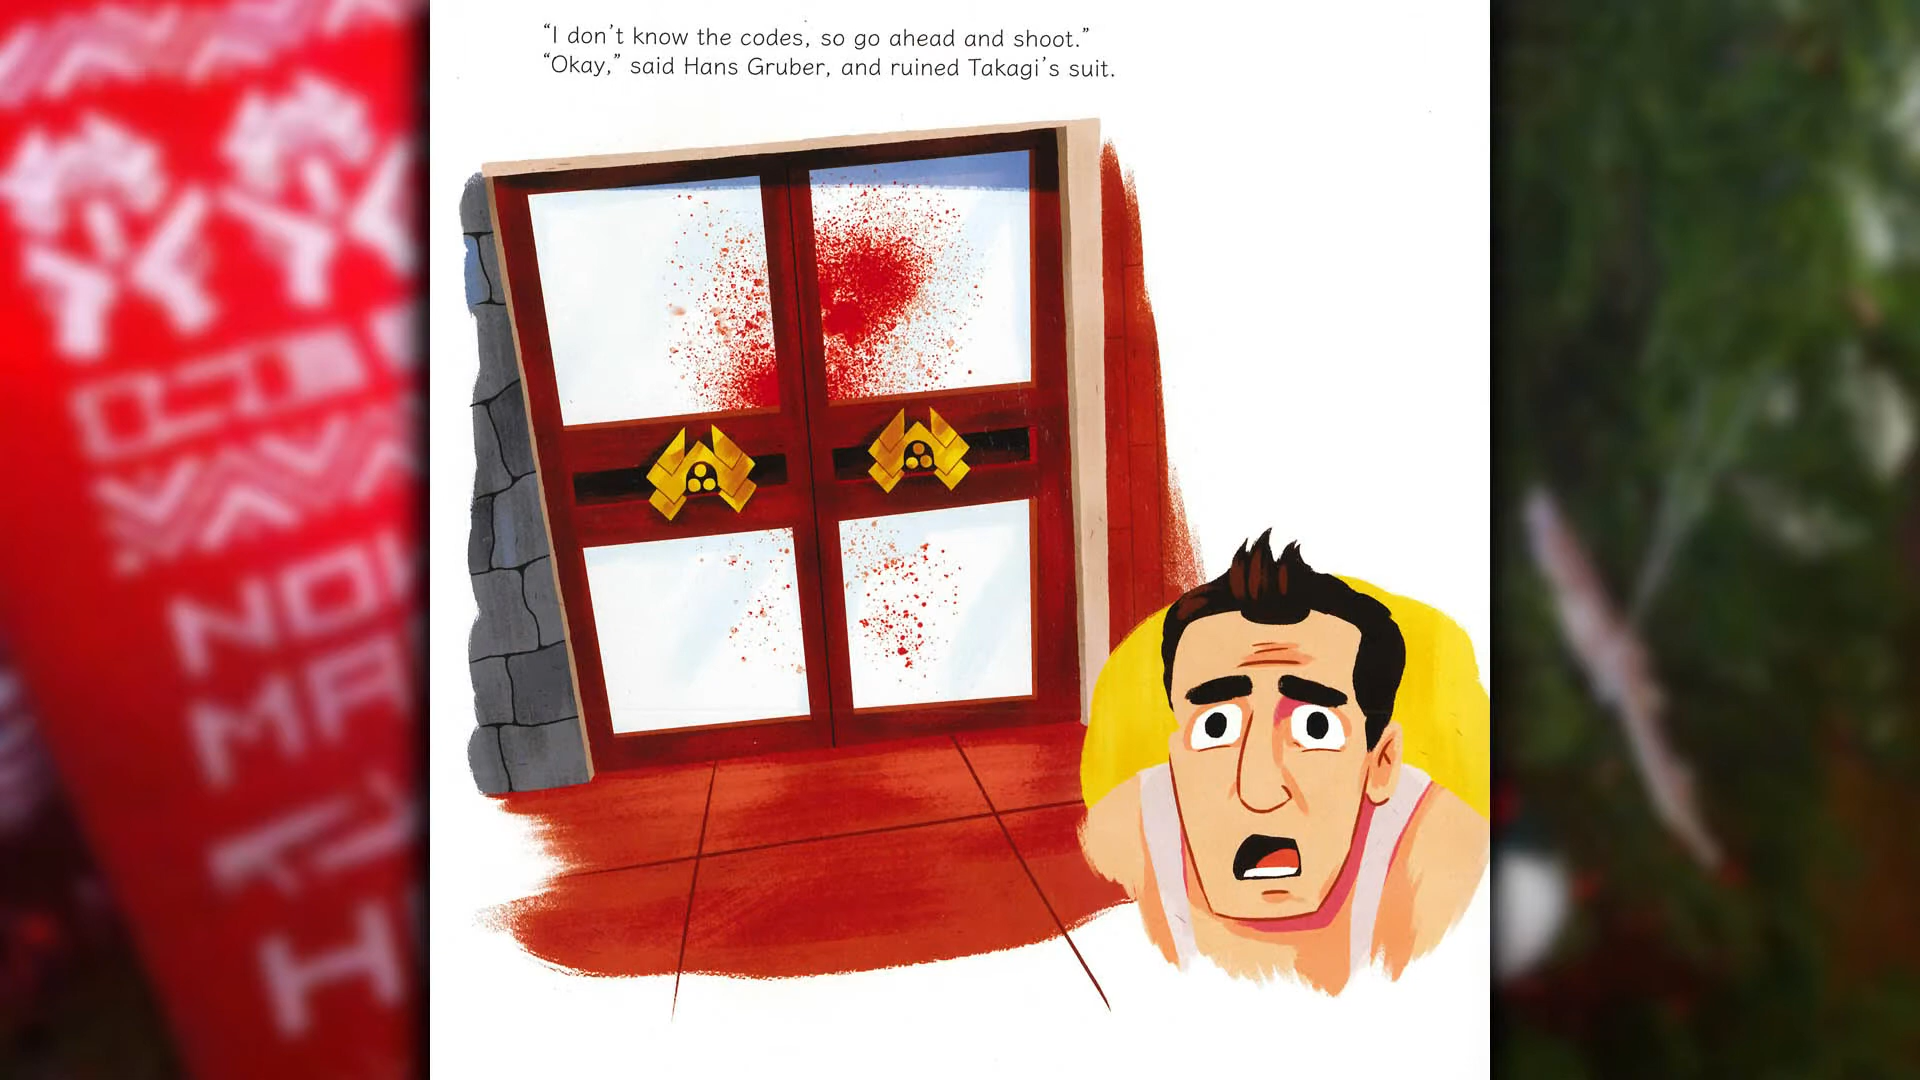 “I don’t know the codes, so go ahead and shoot.”
“Okay,” said Hans Gruber, and ruined Takagi’s suit.